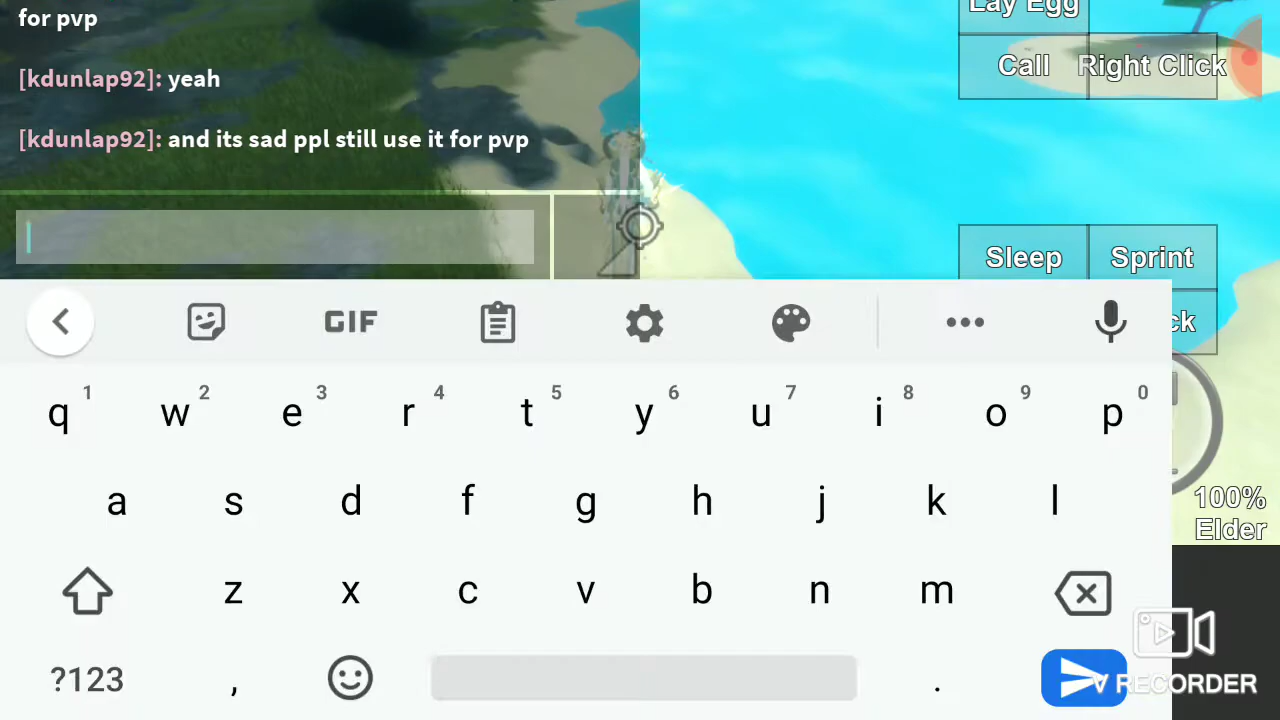 for pvp
Lay Egg
Call Right Click
[kdunlap92]: yeah
[kdunlap92]: and its sad ppl still use it for pvp
Sleep Sprint
GIF
ck
q 1 w 2 e 3 r 4 t 5 y 6 u 7 i 8 o 9 p 0
a s d f g h j k l
100%
Elder
z x c v b n m
?123 , .
V RECORDER